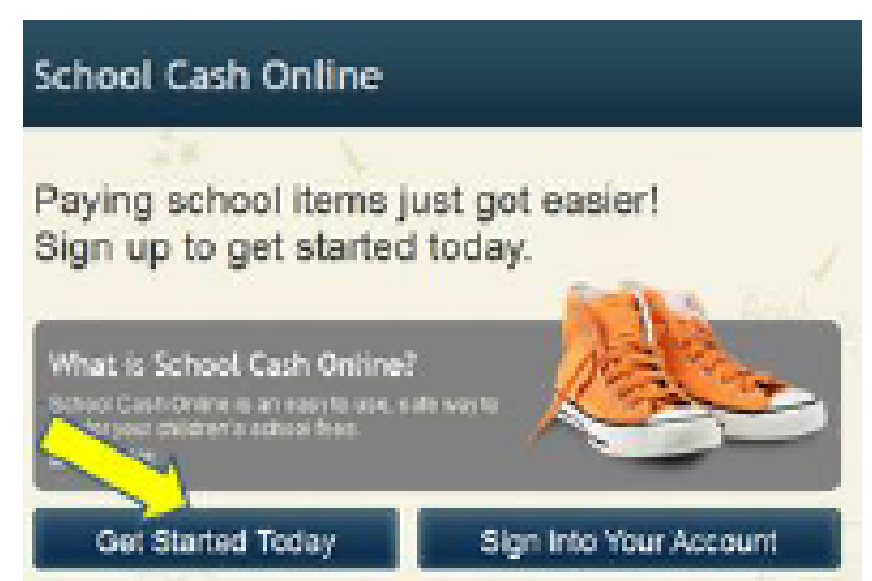 School Cash Online
Paying school items just got easier!
Sign up to get started today.
What is School Cash Online?
School Cash Online is an easy to use, safe way to
for your children's school fees.
Get Started Today
Sign Into Your Account